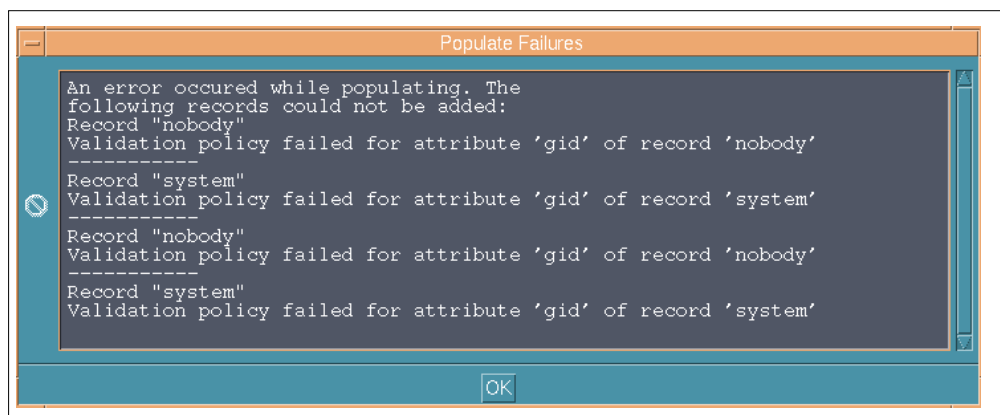 Populate Failures
An error occured while populating. The
following records could not be added:
Record "nobody"
Validation policy failed for attribute 'gid' of record 'nobody'
-----------
Record "system"
Validation policy failed for attribute 'gid' of record 'system'
-----------
Record "nobody"
Validation policy failed for attribute 'gid' of record 'nobody'
-----------
Record "system"
Validation policy failed for attribute 'gid' of record 'system'
OK